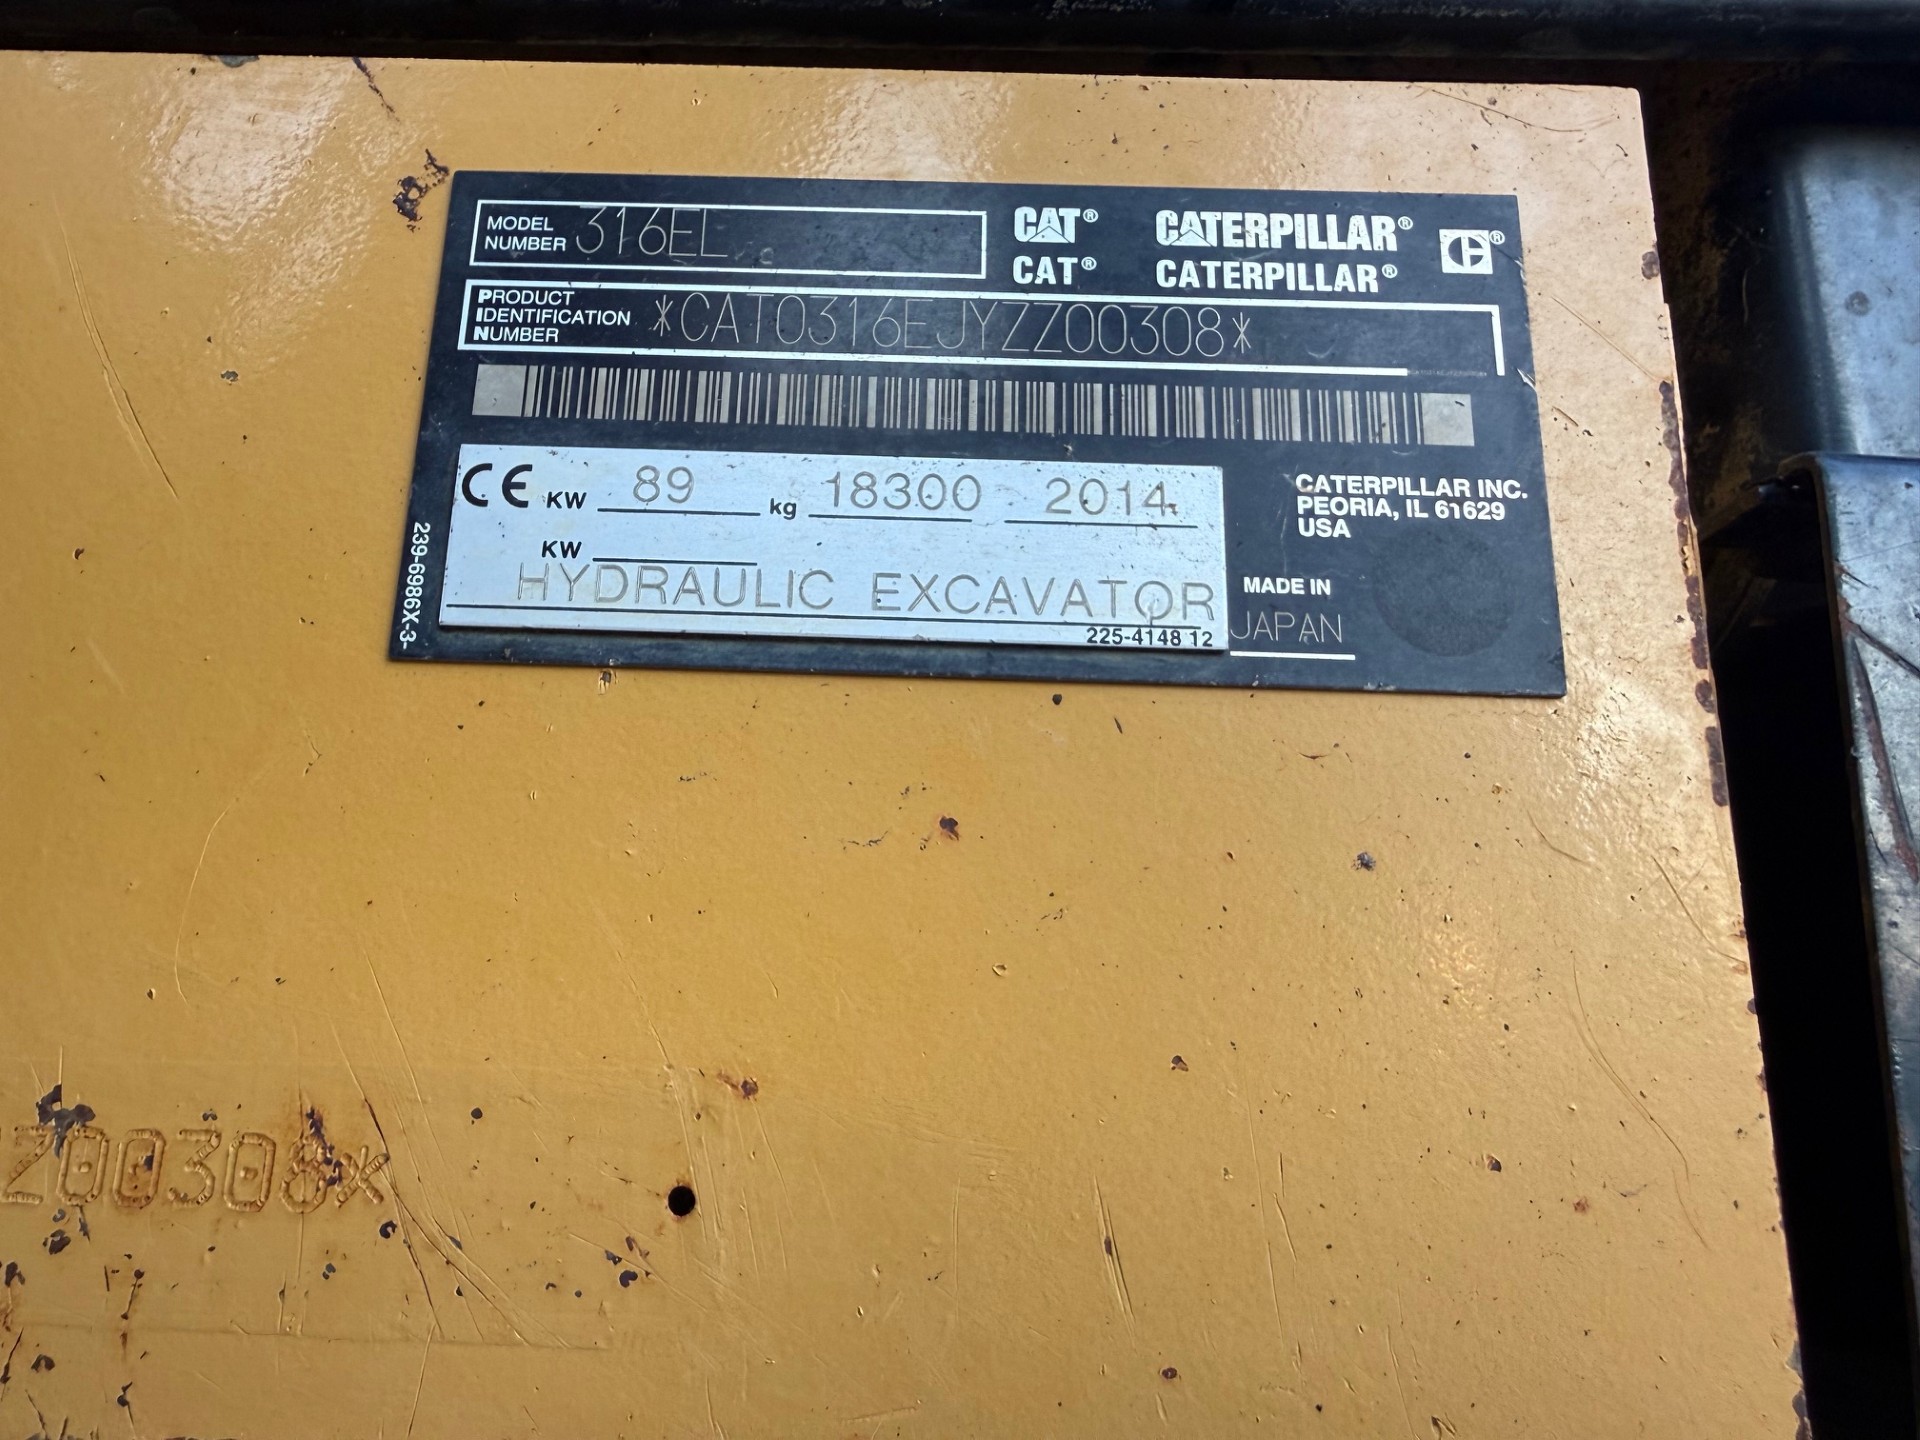 MODEL NUMBER 316EL
CAT® CATERPILLAR®
CAT® CATERPILLAR®
PRODUCT IDENTIFICATION NUMBER *CAT0316EJYZZ00308*
CE KW 89 kg 18300 2014
KW
HYDRAULIC EXCAVATOR
225-4148 12
239-6986X-3
CATERPILLAR INC.
PEORIA, IL 61629
USA
MADE IN
JAPAN
Z00308*